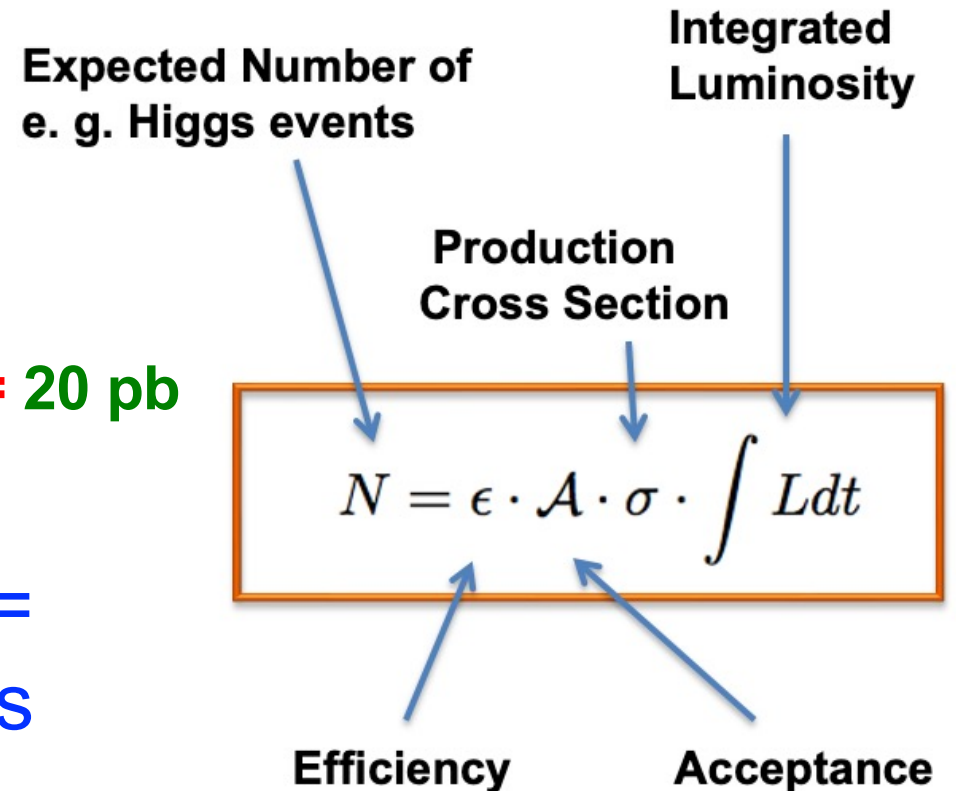 Expected Number of
e. g. Higgs events
Integrated
Luminosity
Production
Cross Section
= 20 pb
N = ϵ · 𝒜 · σ · ∫ Ldt
=
s
Efficiency
Acceptance